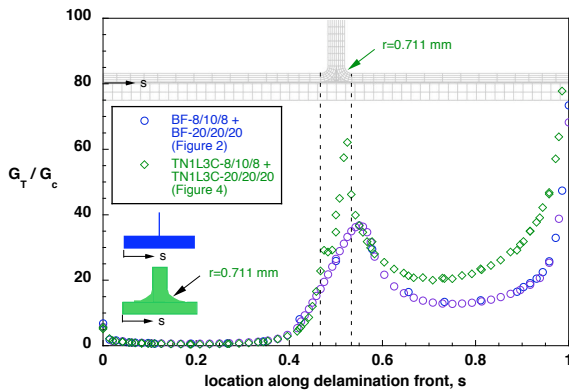 100
80
60
40
20
0
G_T / G_c
r=0.711 mm
s
BF-8/10/8 +
BF-20/20/20
(Figure 2)
TN1L3C-8/10/8 +
TN1L3C-20/20/20
(Figure 4)
s
r=0.711 mm
s
0 0.2 0.4 0.6 0.8 1
location along delamination front, s